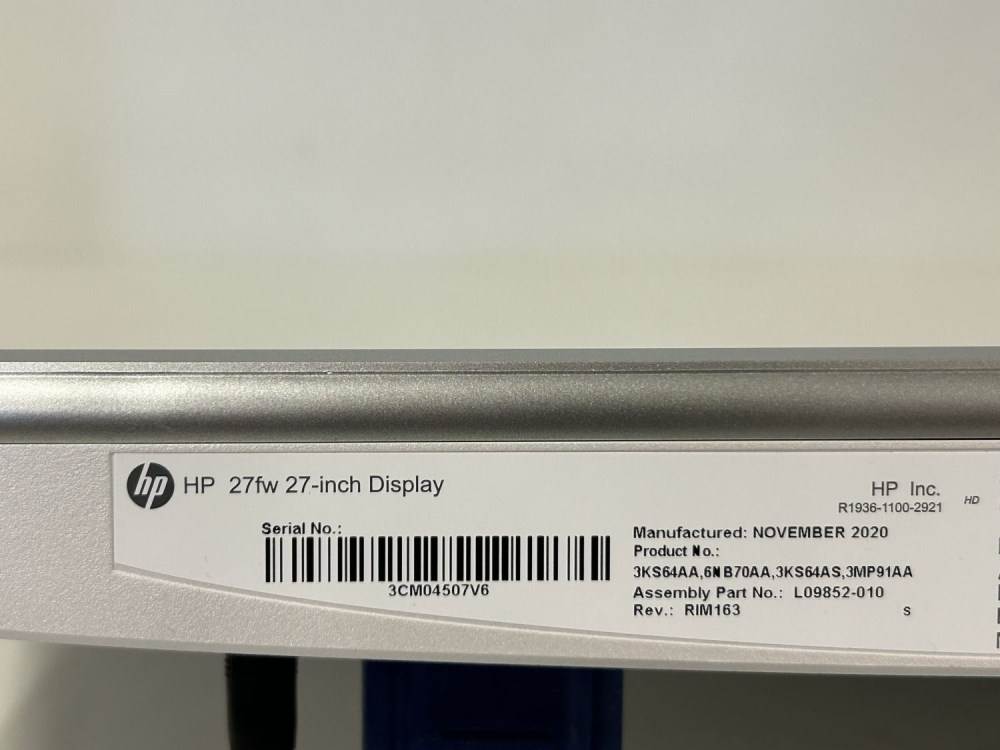 hp HP 27fw 27-inch Display
HP Inc.
R1936-1100-2921
HD
Serial No.:
3CM04507V6
Manufactured: NOVEMBER 2020
Product No.:
3KS64AA,6NB70AA,3KS64AS,3MP91AA
Assembly Part No.: L09852-010
Rev.: RIM163
S